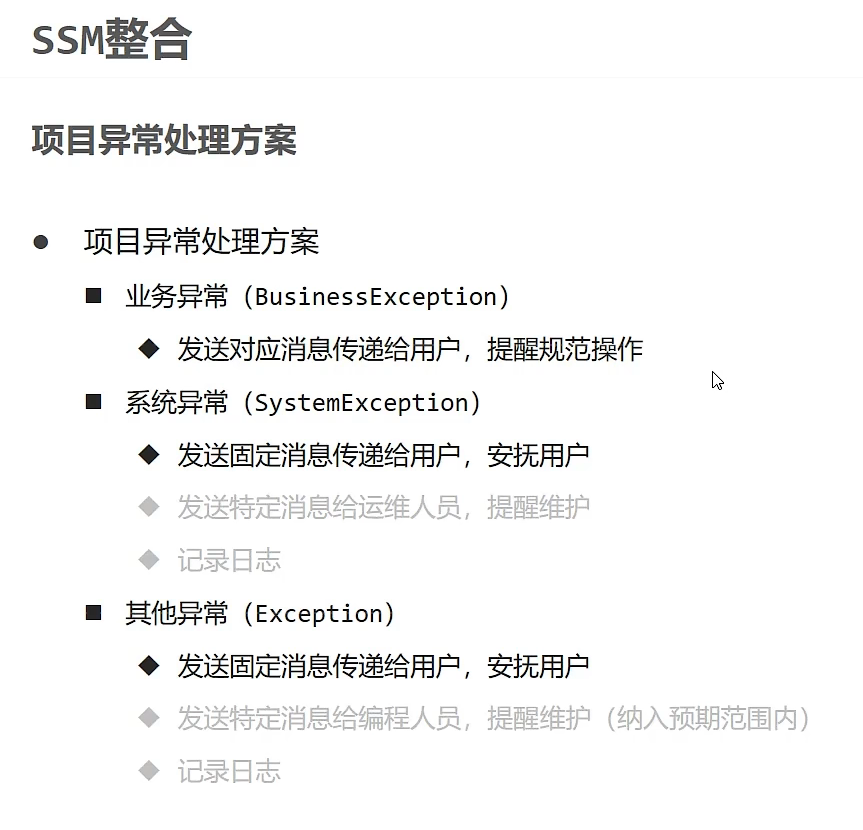 SSM整合
项目异常处理方案
项目异常处理方案
业务异常（BusinessException）
发送对应消息传递给用户，提醒规范操作
系统异常（SystemException）
发送固定消息传递给用户，安抚用户
发送特定消息给运维人员，提醒维护
记录日志
其他异常（Exception）
发送固定消息传递给用户，安抚用户
发送特定消息给编程人员，提醒维护（纳入预期范围内）
记录日志